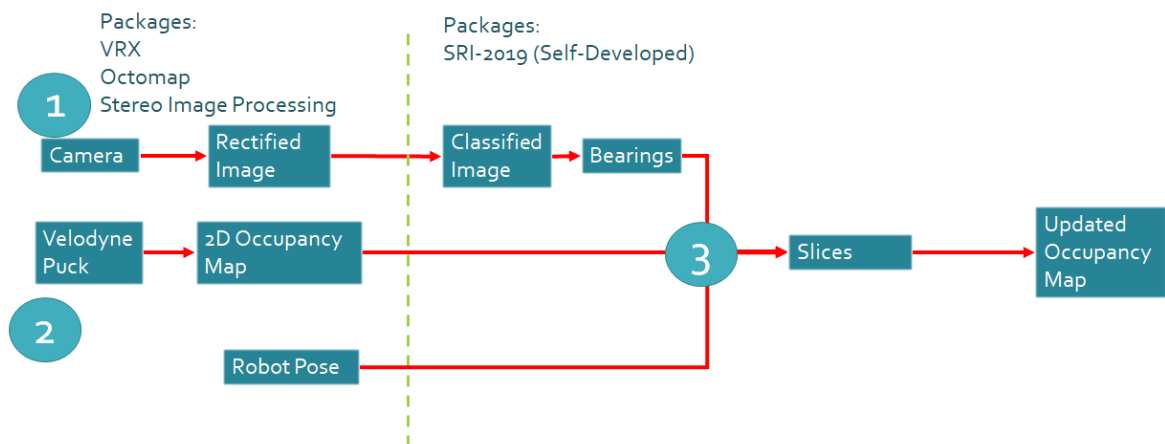 Packages:
VRX
Octomap
Stereo Image Processing
Packages:
SRI-2019 (Self-Developed)
1
Camera
Rectified
Image
Classified
Image
Bearings
Velodyne
Puck
2D Occupancy
Map
3
Slices
Updated
Occupancy
Map
2
Robot Pose